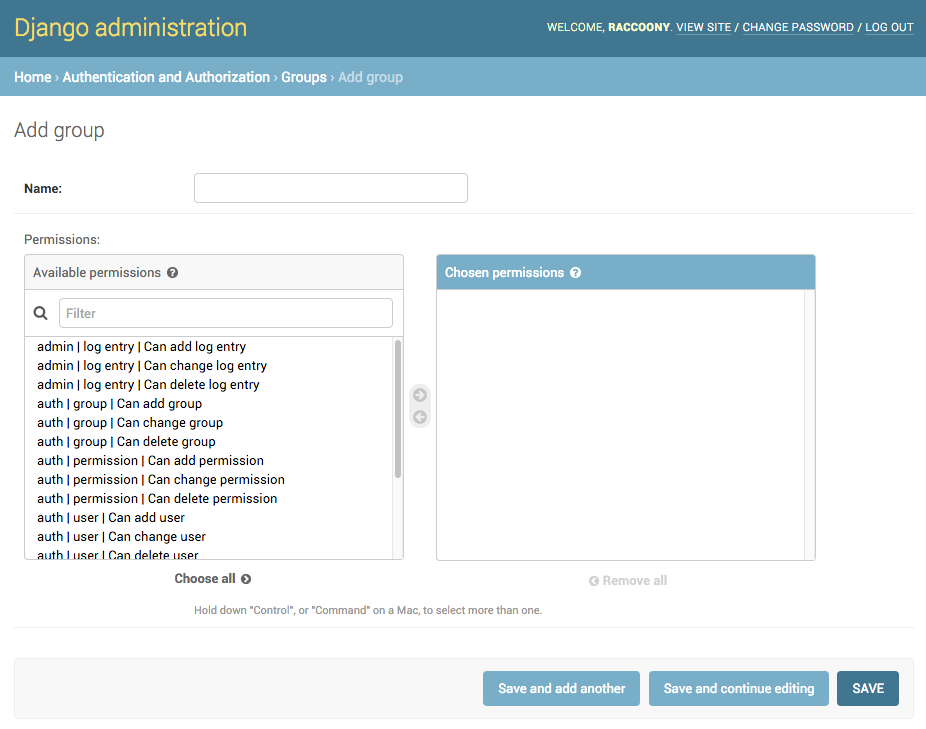 Django administration
WELCOME, RACCOONY. VIEW SITE / CHANGE PASSWORD / LOG OUT
Home › Authentication and Authorization › Groups › Add group
Add group
Name:
Permissions:
Available permissions ?
Chosen permissions ?
Filter
admin | log entry | Can add log entry
admin | log entry | Can change log entry
admin | log entry | Can delete log entry
auth | group | Can add group
auth | group | Can change group
auth | group | Can delete group
auth | permission | Can add permission
auth | permission | Can change permission
auth | permission | Can delete permission
auth | user | Can add user
auth | user | Can change user
auth | user | Can delete user
Choose all
Remove all
Hold down "Control", or "Command" on a Mac, to select more than one.
Save and add another
Save and continue editing
SAVE